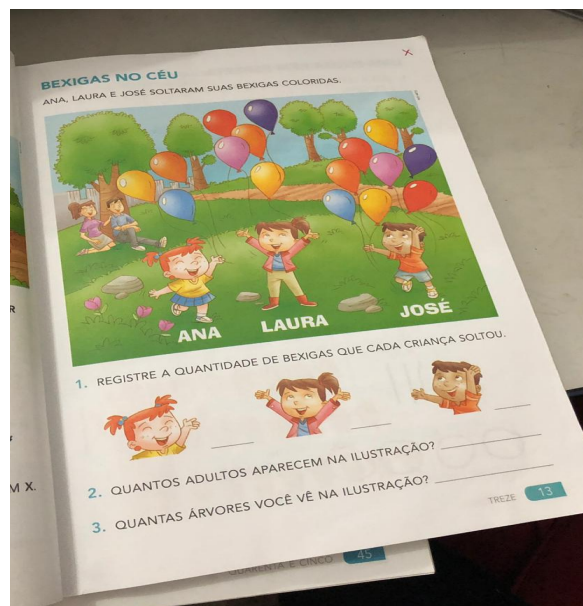 BEXIGAS NO CÉU
ANA, LAURA E JOSÉ SOLTARAM SUAS BEXIGAS COLORIDAS.
ANA
LAURA
JOSÉ
1. REGISTRE A QUANTIDADE DE BEXIGAS QUE CADA CRIANÇA SOLTOU.
2. QUANTOS ADULTOS APARECEM NA ILUSTRAÇÃO?
3. QUANTAS ÁRVORES VOCÊ VÊ NA ILUSTRAÇÃO?
TREZE 13
M X.
QUARENTA E CINCO 45